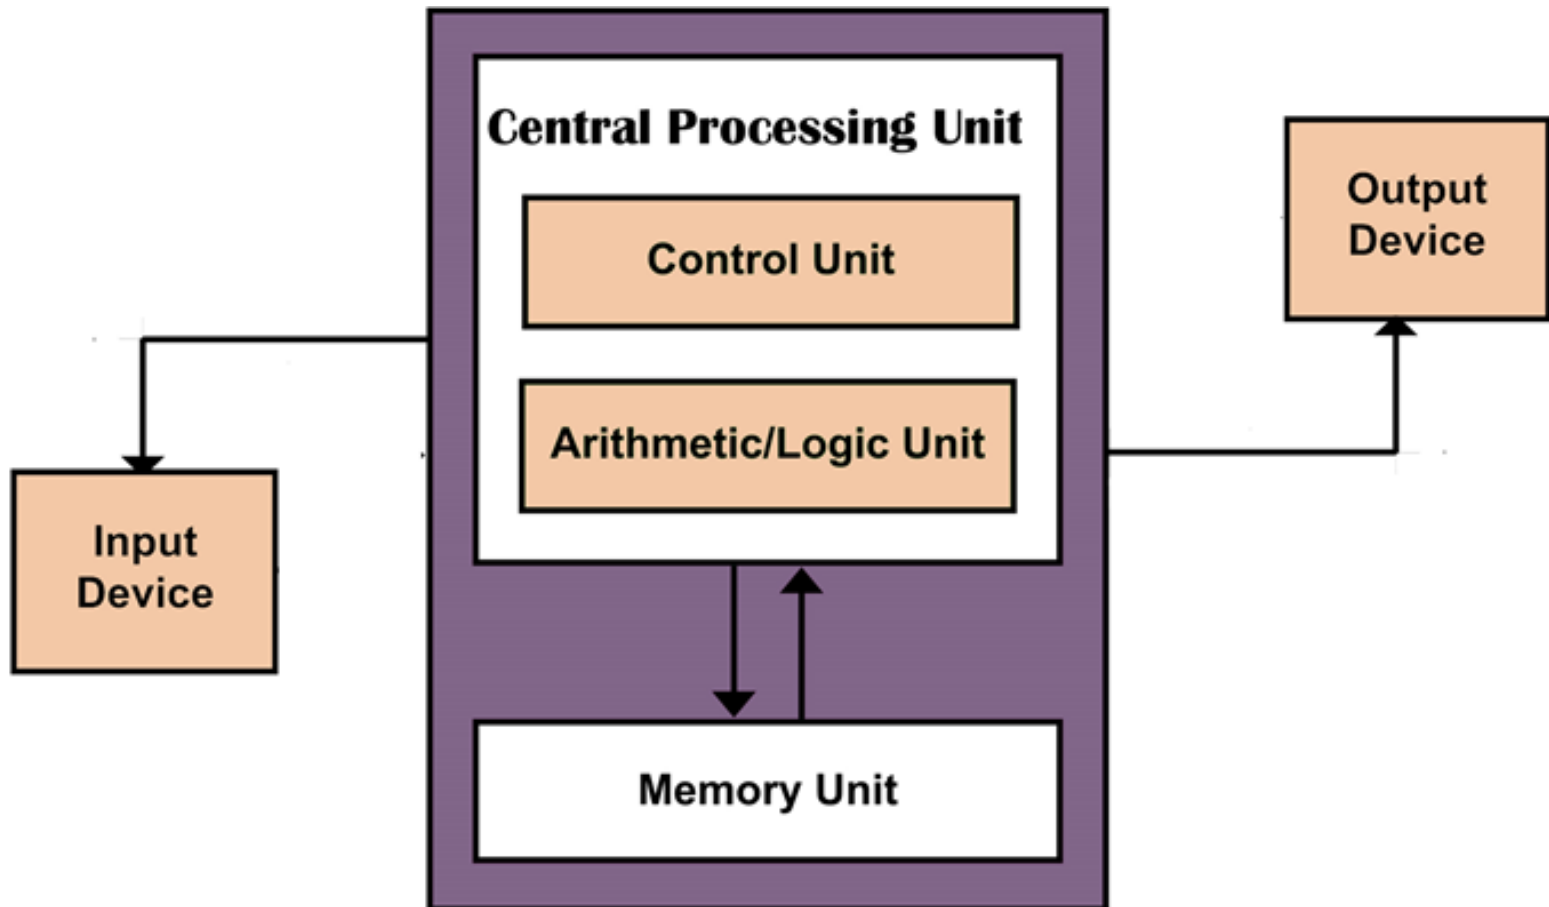 Central Processing Unit
Control Unit
Arithmetic/Logic Unit
Memory Unit
Input
Device
Output
Device